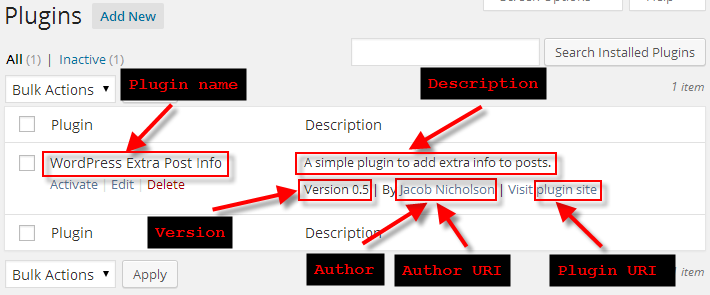 Plugins Add New
All (1) | Inactive (1)
Search Installed Plugins
Bulk Actions
Plugin name
Description
1 item
Plugin Description
WordPress Extra Post Info
A simple plugin to add extra info to posts.
Activate | Edit | Delete
Version 0.5 | By Jacob Nicholson | Visit plugin site
Version
Plugin Description
Author
Author URI
Plugin URI
Bulk Actions
Apply
item